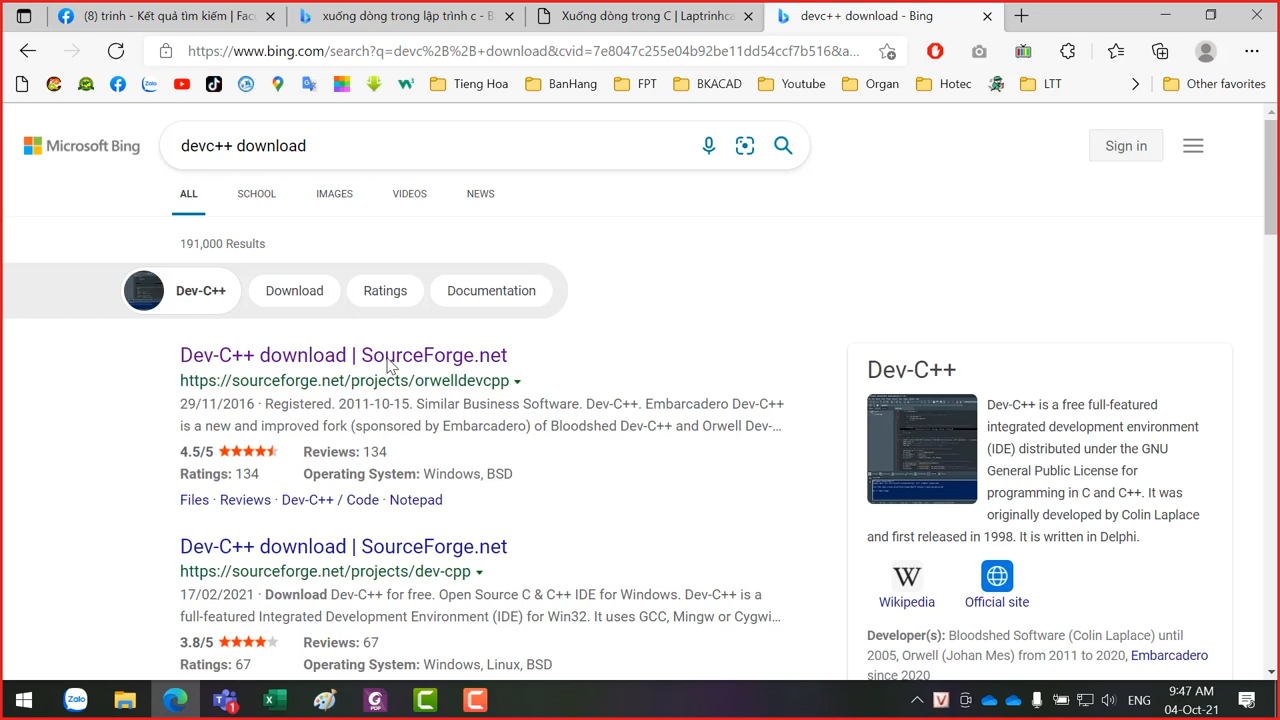 (8) trinh - Kết quả tìm kiếm | Fac
xuống dòng trong lập trình c - B
Xuống dòng trong C | Laptrinhca
devc++ download - Bing
https://www.bing.com/search?q=devc%2B%2B+download&cvid=7e8047c255e04b92be11dd54ccf7b516&a...
Zalo
Tieng Hoa
BanHang
FPT
BKACAD
Youtube
Organ
Hotec
LTT
Other favorites
Microsoft Bing
devc++ download
Sign in
ALL
SCHOOL
IMAGES
VIDEOS
NEWS
191,000 Results
Dev-C++
Download
Ratings
Documentation
Dev-C++ download | SourceForge.net
https://sourceforge.net/projects/orwelldevcpp
29/11/2016 · Registered. 2011-10-15. Similar Business Software. Dev-C++. Embarcadero Dev-C++
is a new and improved fork (sponsored by Embarcadero) of Bloodshed Dev-C++ and Orwell Dev-...
4.5/5 Reviews: 134
Ratings: 134 Operating System: Windows, BSD
Files · Reviews · Dev-C++ / Code · Notepad
Dev-C++ download | SourceForge.net
https://sourceforge.net/projects/dev-cpp
17/02/2021 · Download Dev-C++ for free. Open Source C & C++ IDE for Windows. Dev-C++ is a
full-featured Integrated Development Environment (IDE) for Win32. It uses GCC, Mingw or Cygwi...
3.8/5 Reviews: 67
Ratings: 67 Operating System: Windows, Linux, BSD
Dev-C++
Dev-C++ is a free full-featured
integrated development environment
(IDE) distributed under the GNU
General Public License for
programming in C and C++. It was
originally developed by Colin Laplace
and first released in 1998. It is written in Delphi.
W
Wikipedia
Official site
Developer(s): Bloodshed Software (Colin Laplace) until
2005, Orwell (Johan Mes) from 2011 to 2020, Embarcadero
since 2020
Zalo
1
PDF
ENG
9:47 AM
04-Oct-21